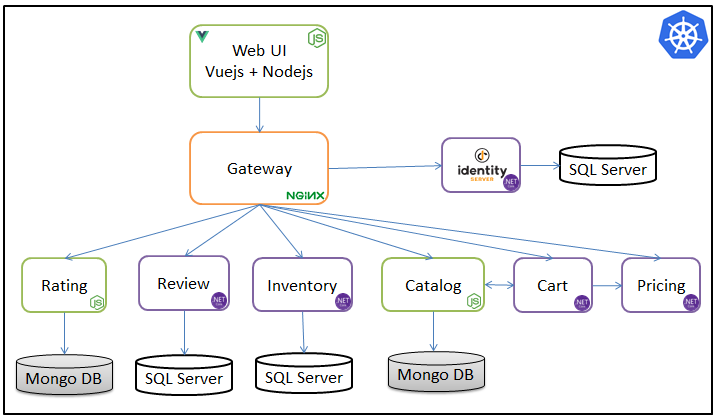 Web UI
Vuejs + Nodejs
JS
Gateway
NGINX
identity
SERVER
.NET
SQL Server
Rating
JS
Review
.NET
Inventory
.NET
Catalog
JS
Cart
.NET
Pricing
.NET
Mongo DB
SQL Server
SQL Server
Mongo DB